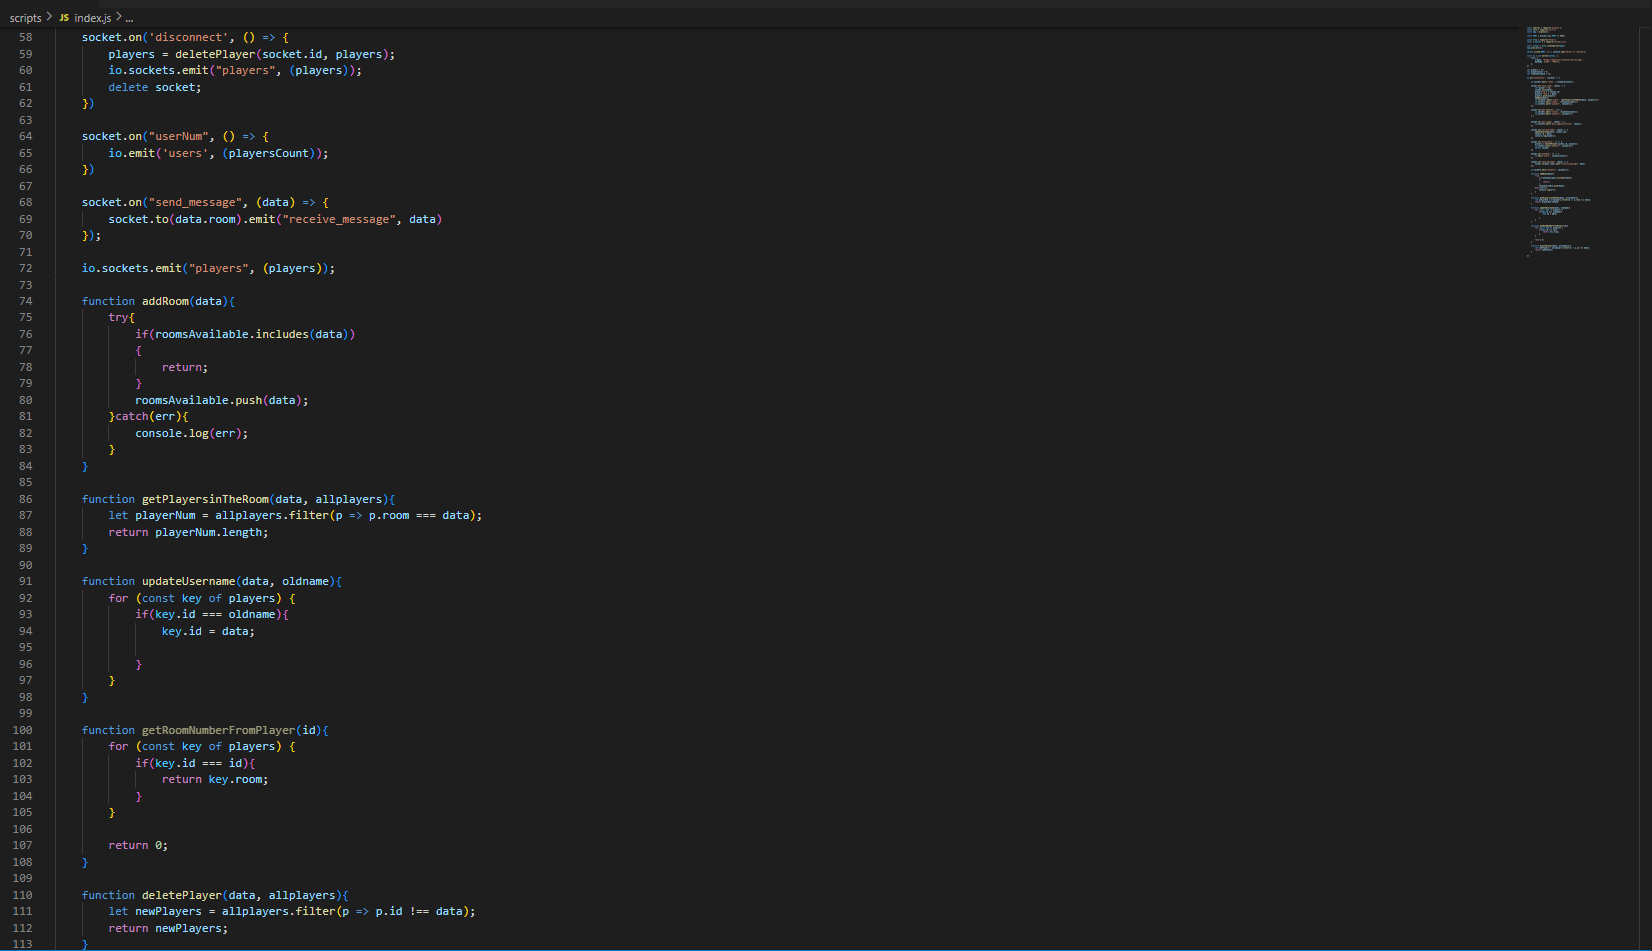 scripts > JS index.js > ...
58 socket.on('disconnect', () => {
59 players = deletePlayer(socket.id, players);
60 io.sockets.emit("players", (players));
61 delete socket;
62 })
63
64 socket.on("userNum", () => {
65 io.emit('users', (playersCount));
66 })
67
68 socket.on("send_message", (data) => {
69 socket.to(data.room).emit("receive_message", data)
70 });
71
72 io.sockets.emit("players", (players));
73
74 function addRoom(data){
75 try{
76 if(roomsAvailable.includes(data))
77 {
78 return;
79 }
80 roomsAvailable.push(data);
81 }catch(err){
82 console.log(err);
83 }
84 }
85
86 function getPlayersinTheRoom(data, allplayers){
87 let playerNum = allplayers.filter(p => p.room === data);
88 return playerNum.length;
89 }
90
91 function updateUsername(data, oldname){
92 for (const key of players) {
93 if(key.id === oldname){
94 key.id = data;
95
96 }
97 }
98 }
99
100 function getRoomNumberFromPlayer(id){
101 for (const key of players) {
102 if(key.id === id){
103 return key.room;
104 }
105 }
106
107 return 0;
108 }
109
110 function deletePlayer(data, allplayers){
111 let newPlayers = allplayers.filter(p => p.id !== data);
112 return newPlayers;
113 }